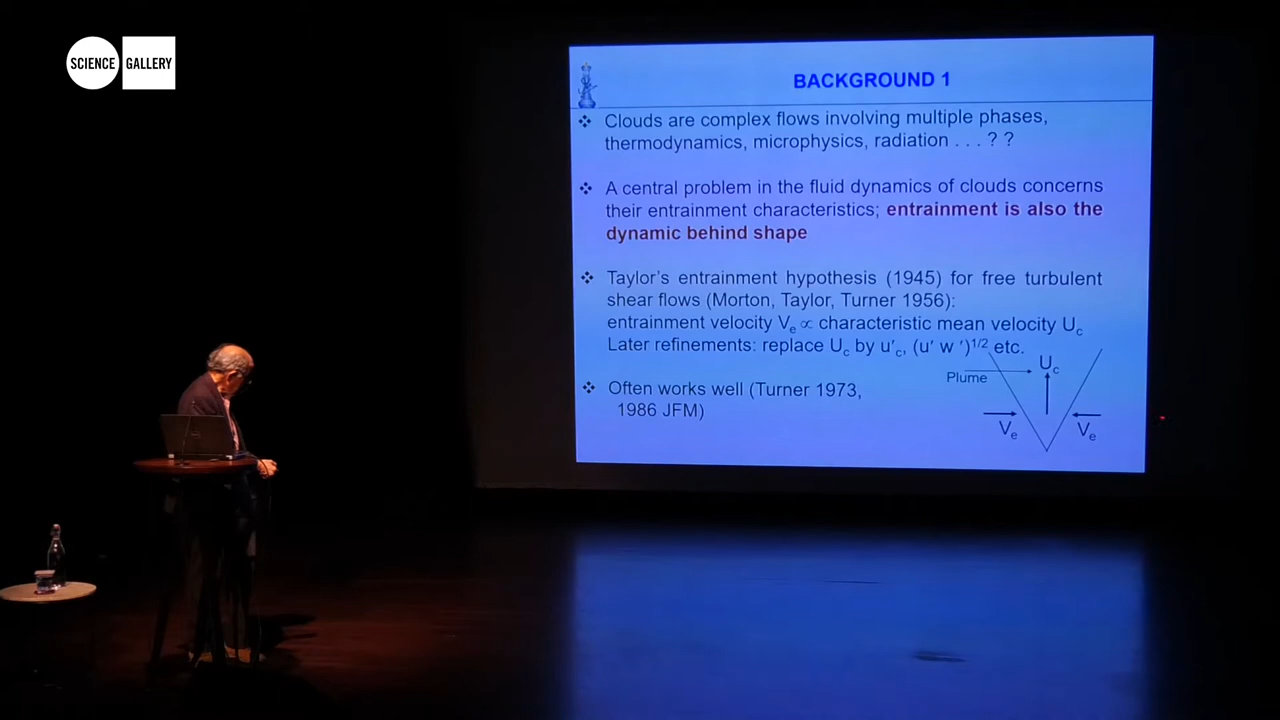 SCIENCE GALLERY
BACKGROUND 1
❖ Clouds are complex flows involving multiple phases,
thermodynamics, microphysics, radiation . . . ? ?
❖ A central problem in the fluid dynamics of clouds concerns
their entrainment characteristics; entrainment is also the
dynamic behind shape
❖ Taylor's entrainment hypothesis (1945) for free turbulent
shear flows (Morton, Taylor, Turner 1956):
entrainment velocity Ve ∝ characteristic mean velocity Uc
Later refinements: replace Uc by u′c, (u′ w ′)1/2 etc.
❖ Often works well (Turner 1973,
1986 JFM)
Plume
Uc
Ve
Ve